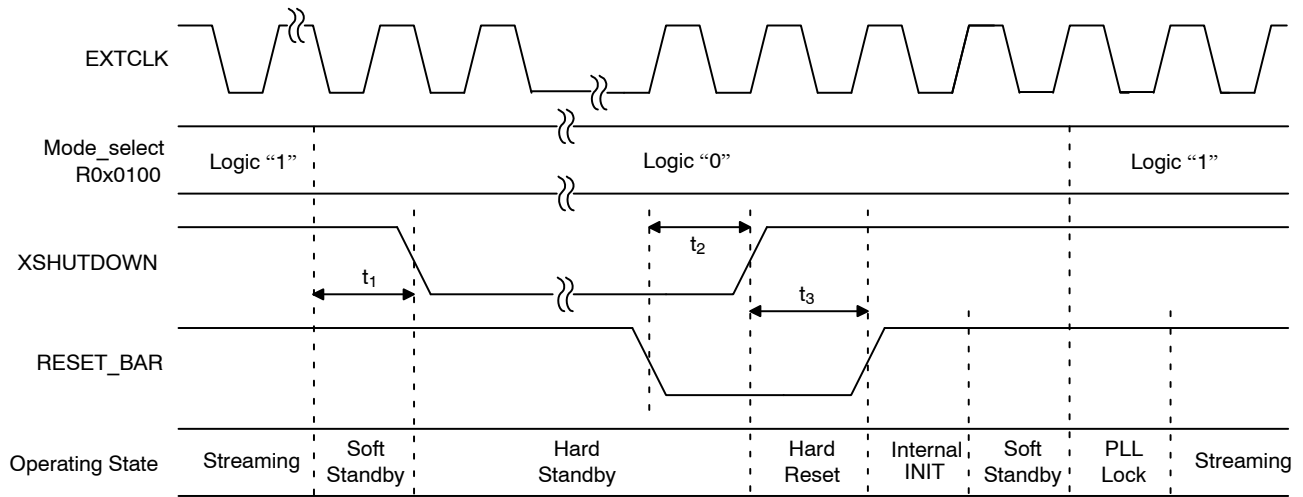 EXTCLK
Mode_select
R0x0100
Logic “1”
Logic “0”
Logic “1”
XSHUTDOWN
t1
t2
t3
RESET_BAR
Operating State
Streaming
Soft
Standby
Hard
Standby
Hard
Reset
Internal
INIT
Soft
Standby
PLL
Lock
Streaming